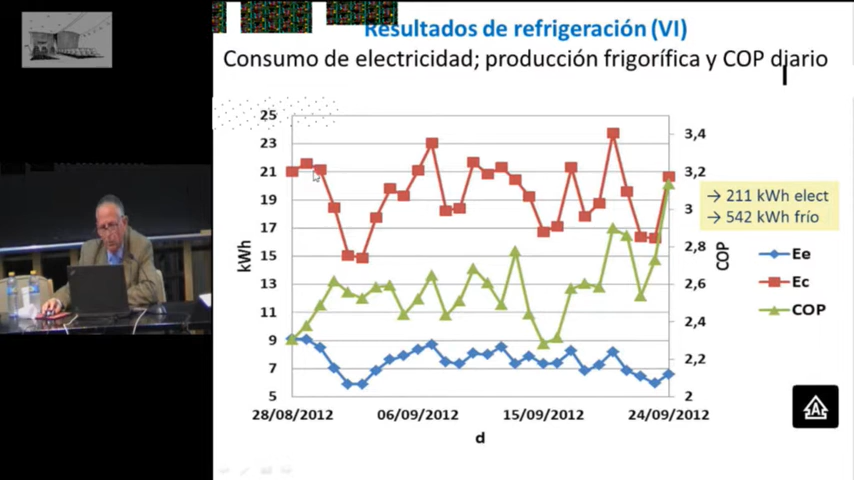 Resultados de refrigeración (VI)
Consumo de electricidad; producción frigorífica y COP diario
25
23
21
19
17
15
13
11
9
7
5
kWh
3,4
3,2
3
2,8
2,6
2,4
2,2
2
COP
→ 211 kWh elect
→ 542 kWh frío
Ee
Ec
COP
28/08/2012
06/09/2012
15/09/2012
24/09/2012
d
A